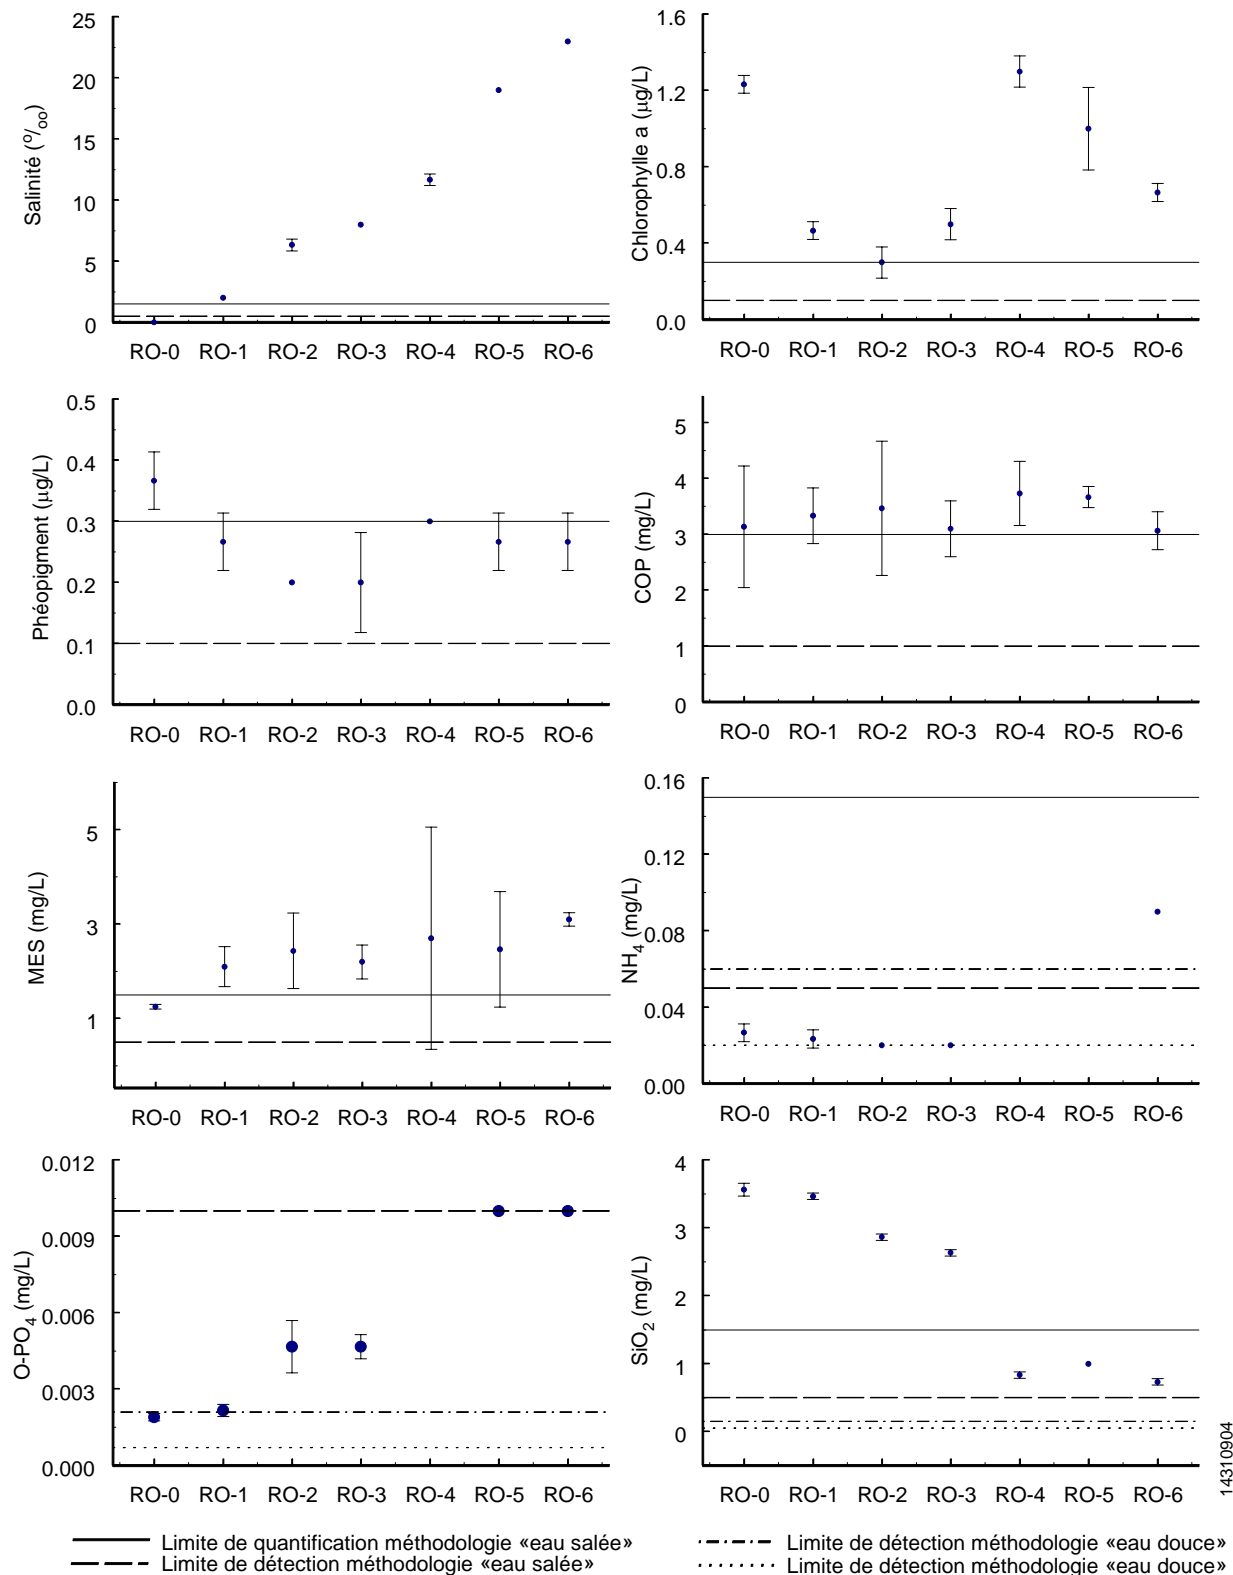 Salinité (o/oo)
25
20
15
10
5
0
RO-0 RO-1 RO-2 RO-3 RO-4 RO-5 RO-6
Chlorophylle a (µg/L)
1.6
1.2
0.8
0.4
0.0
RO-0 RO-1 RO-2 RO-3 RO-4 RO-5 RO-6
Phéopigment (µg/L)
0.5
0.4
0.3
0.2
0.1
0.0
RO-0 RO-1 RO-2 RO-3 RO-4 RO-5 RO-6
COP (mg/L)
5
4
3
2
1
0
RO-0 RO-1 RO-2 RO-3 RO-4 RO-5 RO-6
MES (mg/L)
5
3
1
RO-0 RO-1 RO-2 RO-3 RO-4 RO-5 RO-6
NH4 (mg/L)
0.16
0.12
0.08
0.04
0.00
RO-0 RO-1 RO-2 RO-3 RO-4 RO-5 RO-6
O-PO4 (mg/L)
0.012
0.009
0.006
0.003
0.000
RO-0 RO-1 RO-2 RO-3 RO-4 RO-5 RO-6
SiO2 (mg/L)
4
3
2
1
0
RO-0 RO-1 RO-2 RO-3 RO-4 RO-5 RO-6
14310904
Limite de quantification méthodologie «eau salée»
Limite de détection méthodologie «eau salée»
Limite de détection méthodologie «eau douce»
Limite de détection méthodologie «eau douce»